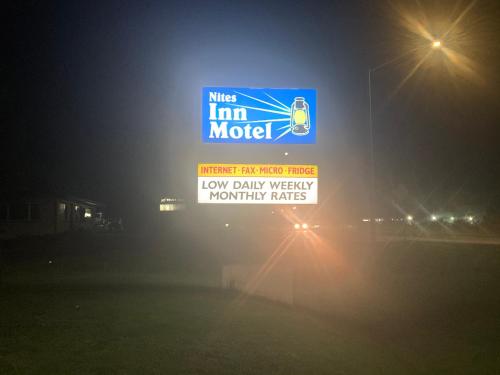 Nites
Inn
Motel
INTERNET · FAX · MICRO · FRIDGE
LOW DAILY WEEKLY
MONTHLY RATES